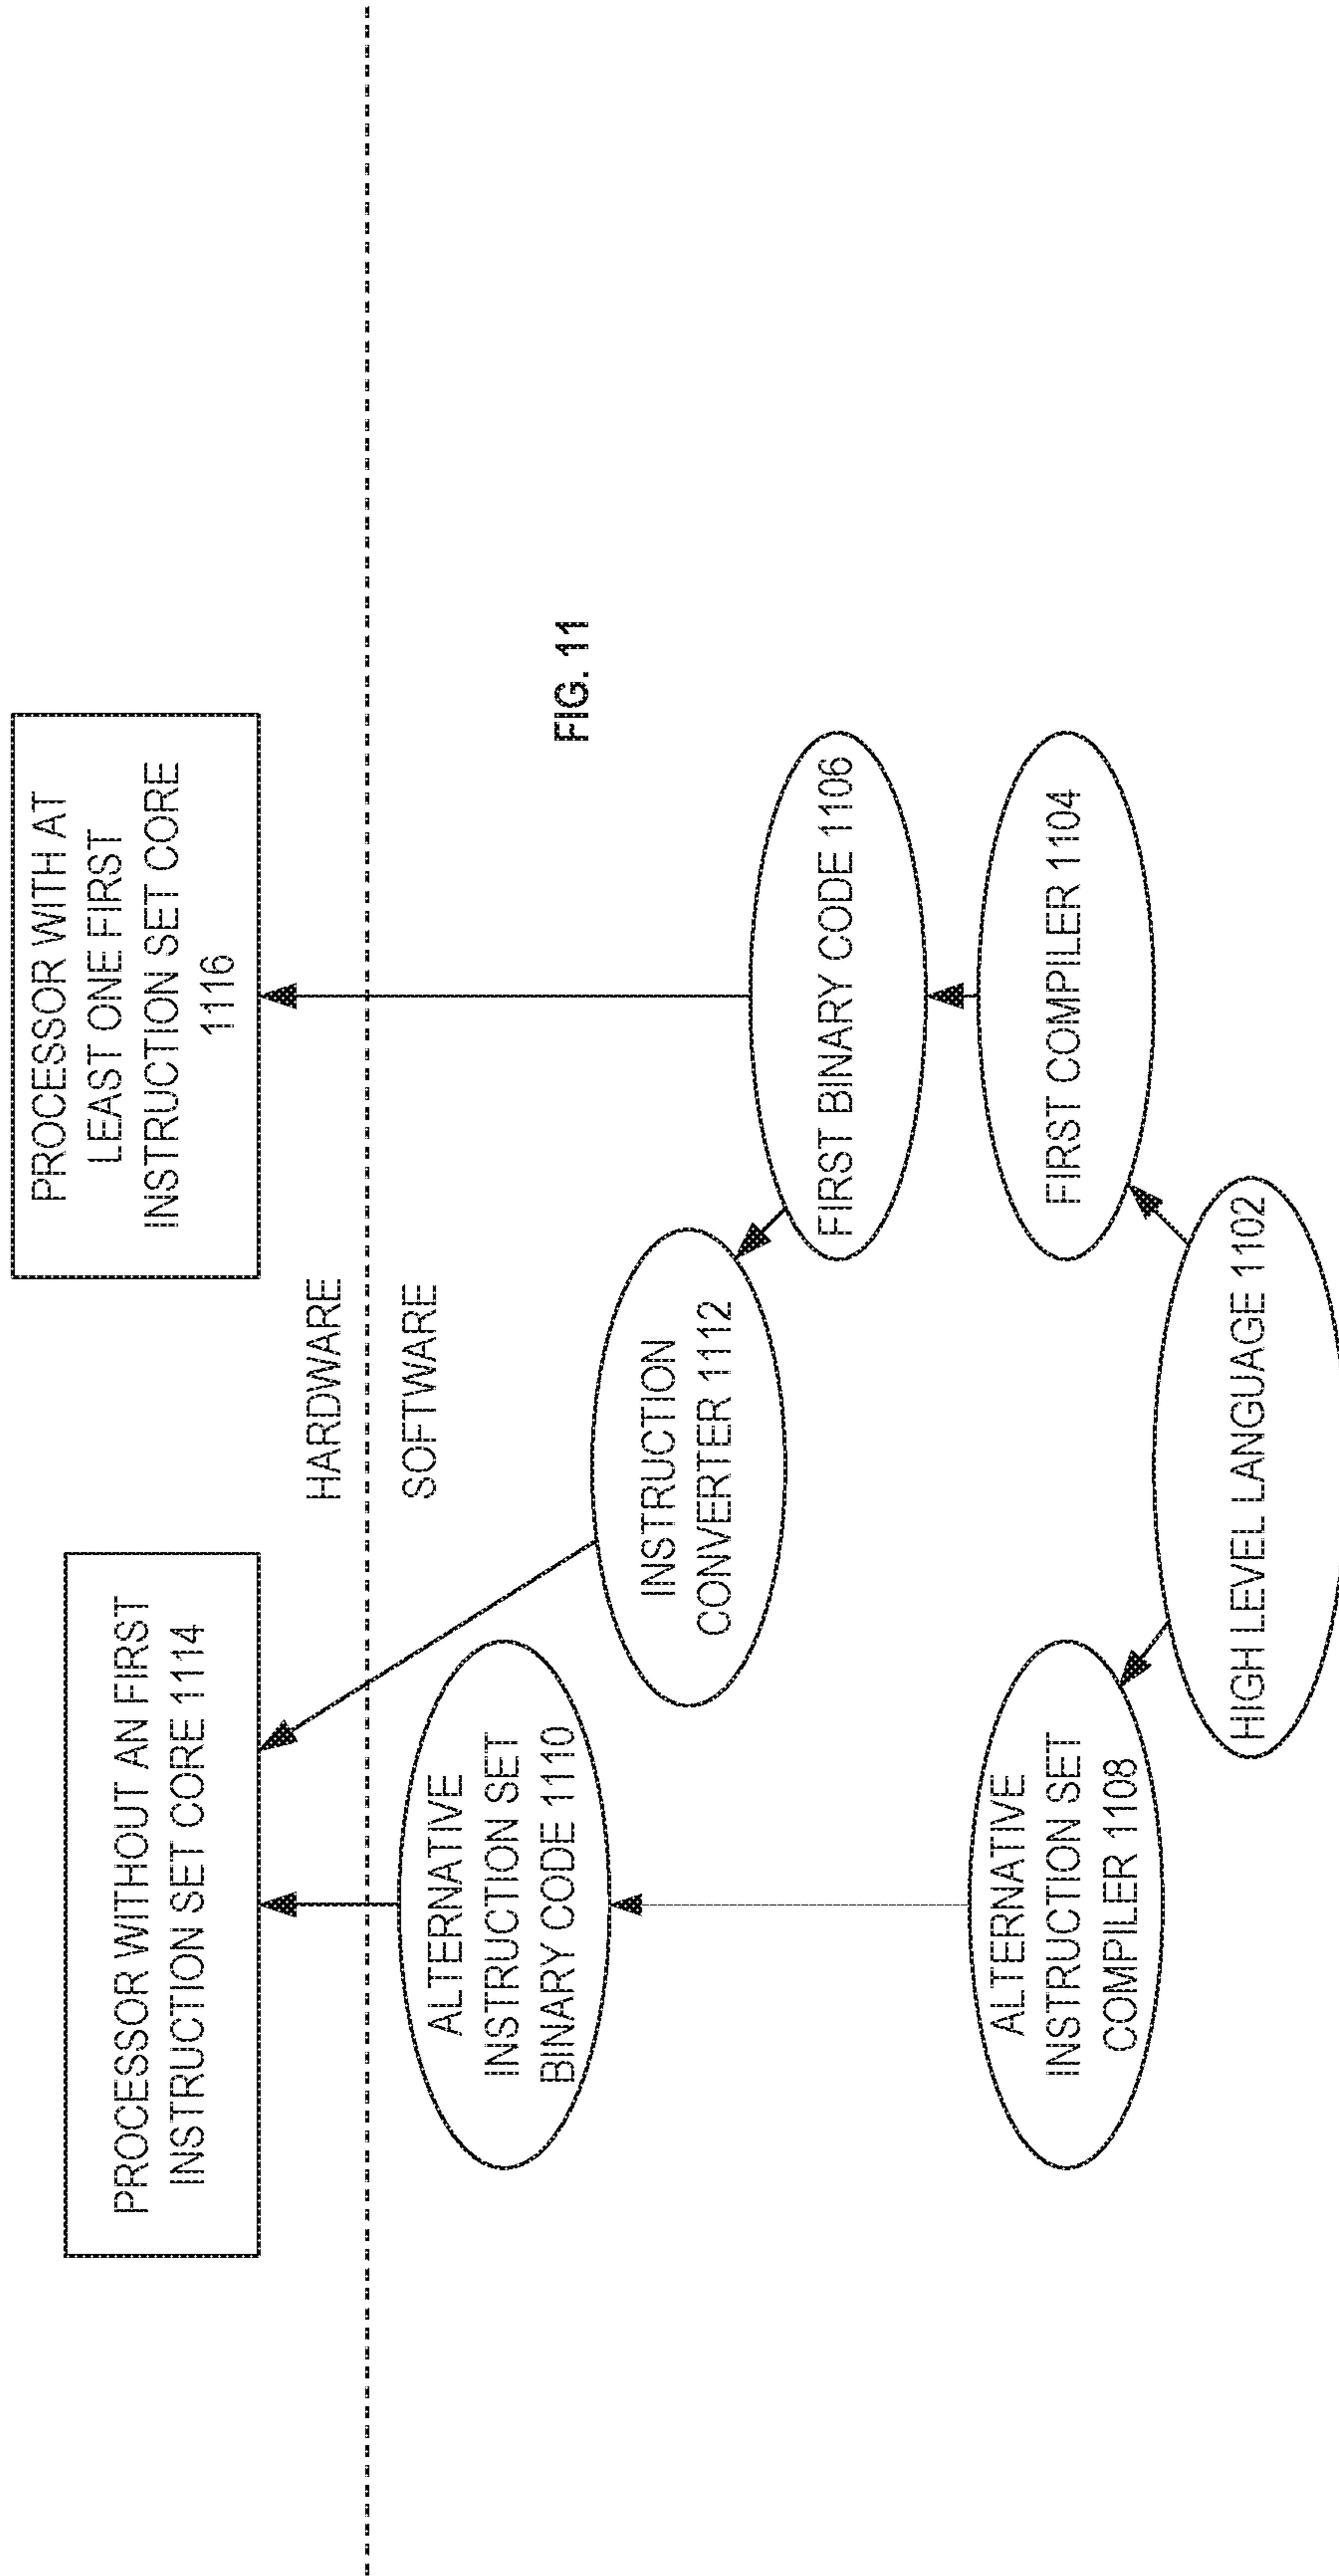 PROCESSOR WITHOUT AN FIRST
INSTRUCTION SET CORE 1114
PROCESSOR WITH AT
LEAST ONE FIRST
INSTRUCTION SET CORE
1116
HARDWARE
SOFTWARE
ALTERNATIVE
INSTRUCTION SET
BINARY CODE 1110
INSTRUCTION
CONVERTER 1112
FIG. 11
FIRST BINARY CODE 1106
ALTERNATIVE
INSTRUCTION SET
COMPILER 1108
FIRST COMPILER 1104
HIGH LEVEL LANGUAGE 1102